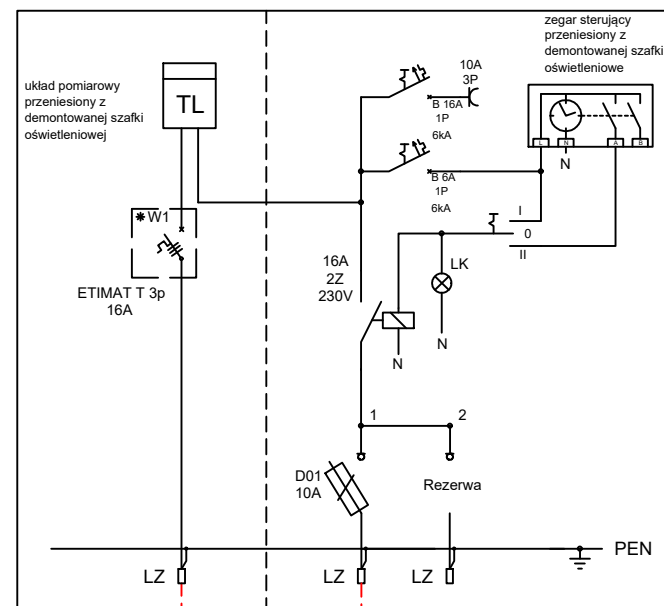 układ pomiarowy
przeniesiony z
demontowanej szafki
oświetleniowej
TL
W1
ETIMAT T 3p
16A
zegar sterujący
przeniesiony z
demontowanej szafki
oświetleniowe
10A
3P
B 16A
1P
6kA
B 6A
1P
6kA
L
N
A
B
N
I
0
II
16A
2Z
230V
LK
N
N
1
2
D01
10A
Rezerwa
PEN
LZ
LZ
LZ